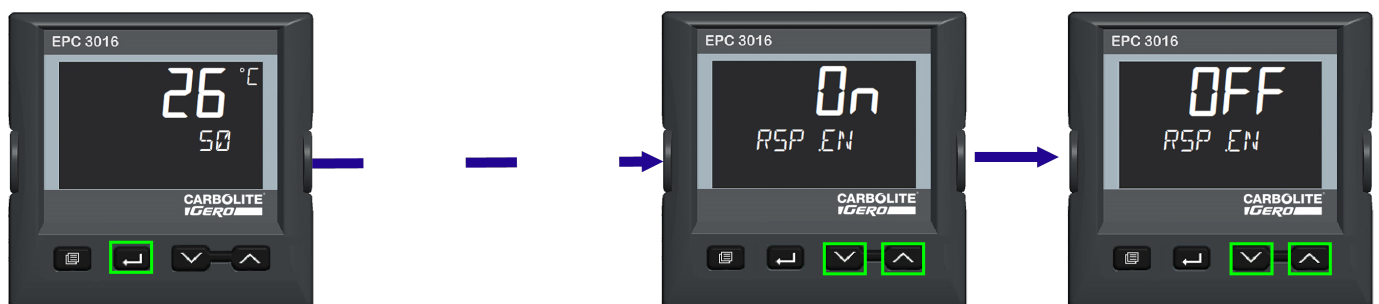 EPC 3016
26 °C
50
CARBOLITE
GERO
EPC 3016
On
RSP .EN
CARBOLITE
GERO
EPC 3016
OFF
RSP .EN
CARBOLITE
GERO